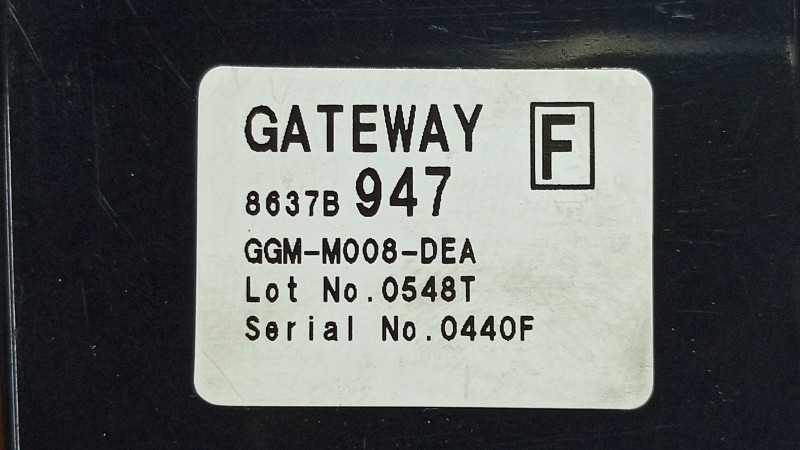 GATEWAY F
8637B 947
GGM-M008-DEA
Lot No.0548T
Serial No.0440F